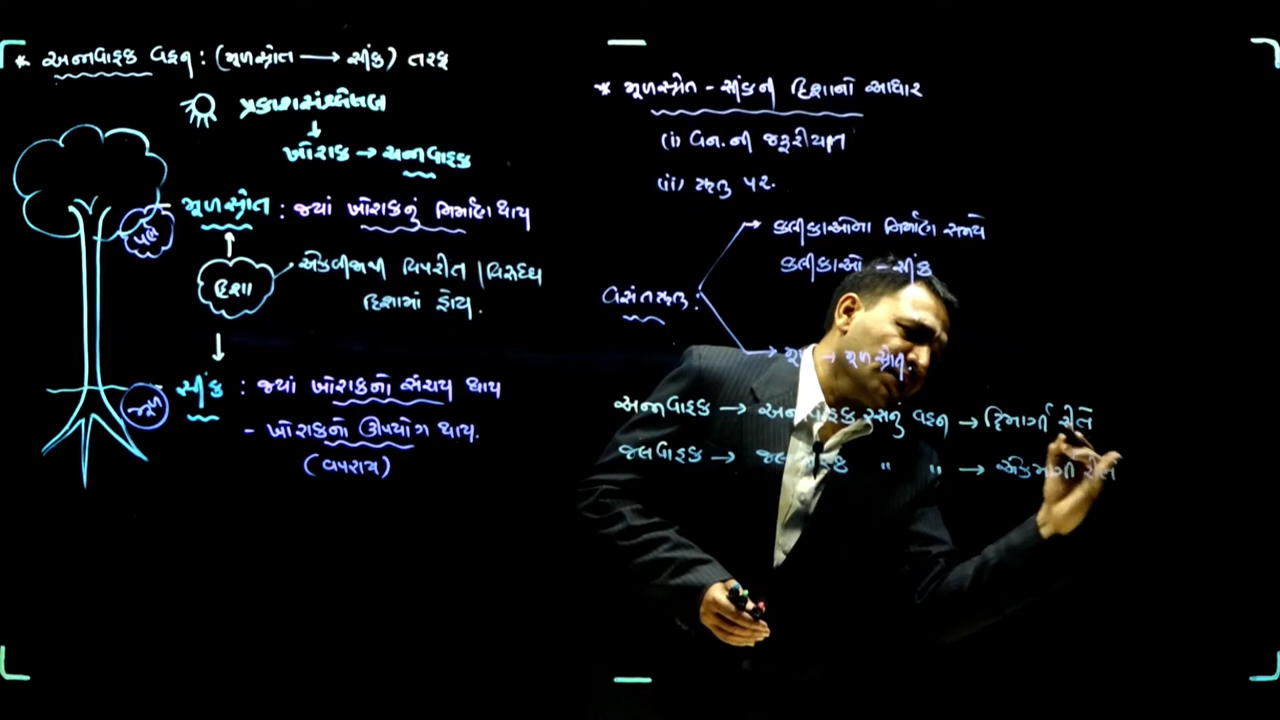 * અન્નવાહક વહન : (મૂળસ્રોત → સીંક) તરફ
પ્રકાશસંશ્લેષણ
↓
ખોરાક → અન્નવાહક
મૂળસ્રોત : જ્યાં ખોરાકનું નિર્માણ થાય
પર્ણ
દિશા
એકબીજાથી વિપરીત / વિરુધ્ધ
દિશામાં હોય.
સીંક : જ્યાં ખોરાકનો સંચય થાય
- ખોરાકનો ઉપયોગ થાય.
(વપરાય)
* મૂળસ્રોત - સીંકની દિશાનો આધાર
(i) વન.ની જરૂરીયાત
(ii) ઋતુ પર.
વસંતઋતુ :
→ કલીકાઓના નિર્માણ સમયે
કલીકાઓ - સીંક
→ મૂળ → મૂળસ્રોત.
અન્નવાહક → અન્નવાહક રસનું વહન → દ્વિમાર્ગી રીતે
જલવાહક → જલવાહક " " → એકમાર્ગી રીતે